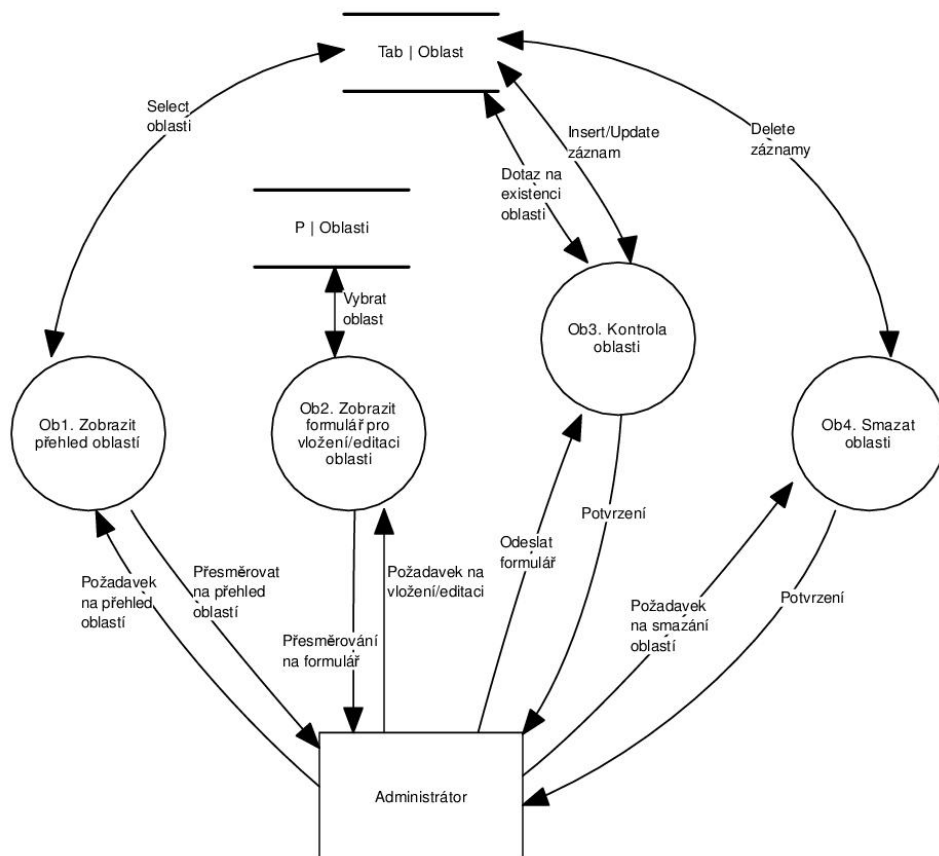 Tab | Oblast
Select
oblasti
Insert/Update
záznam
Delete
záznamy
Dotaz na
existenci
oblasti
P | Oblasti
Vybrat
oblast
Ob3. Kontrola
oblasti
Ob1. Zobrazit
přehled oblastí
Ob2. Zobrazit
formulář pro
vložení/editaci
oblasti
Ob4. Smazat
oblasti
Potvrzení
Odeslat
formulář
Požadavek
na přehled
oblastí
Přesměrovat
na přehled
oblastí
Požadavek na
vložení/editaci
Přesměrování
na formulář
Požadavek
na smazání
oblastí
Potvrzení
Administrátor